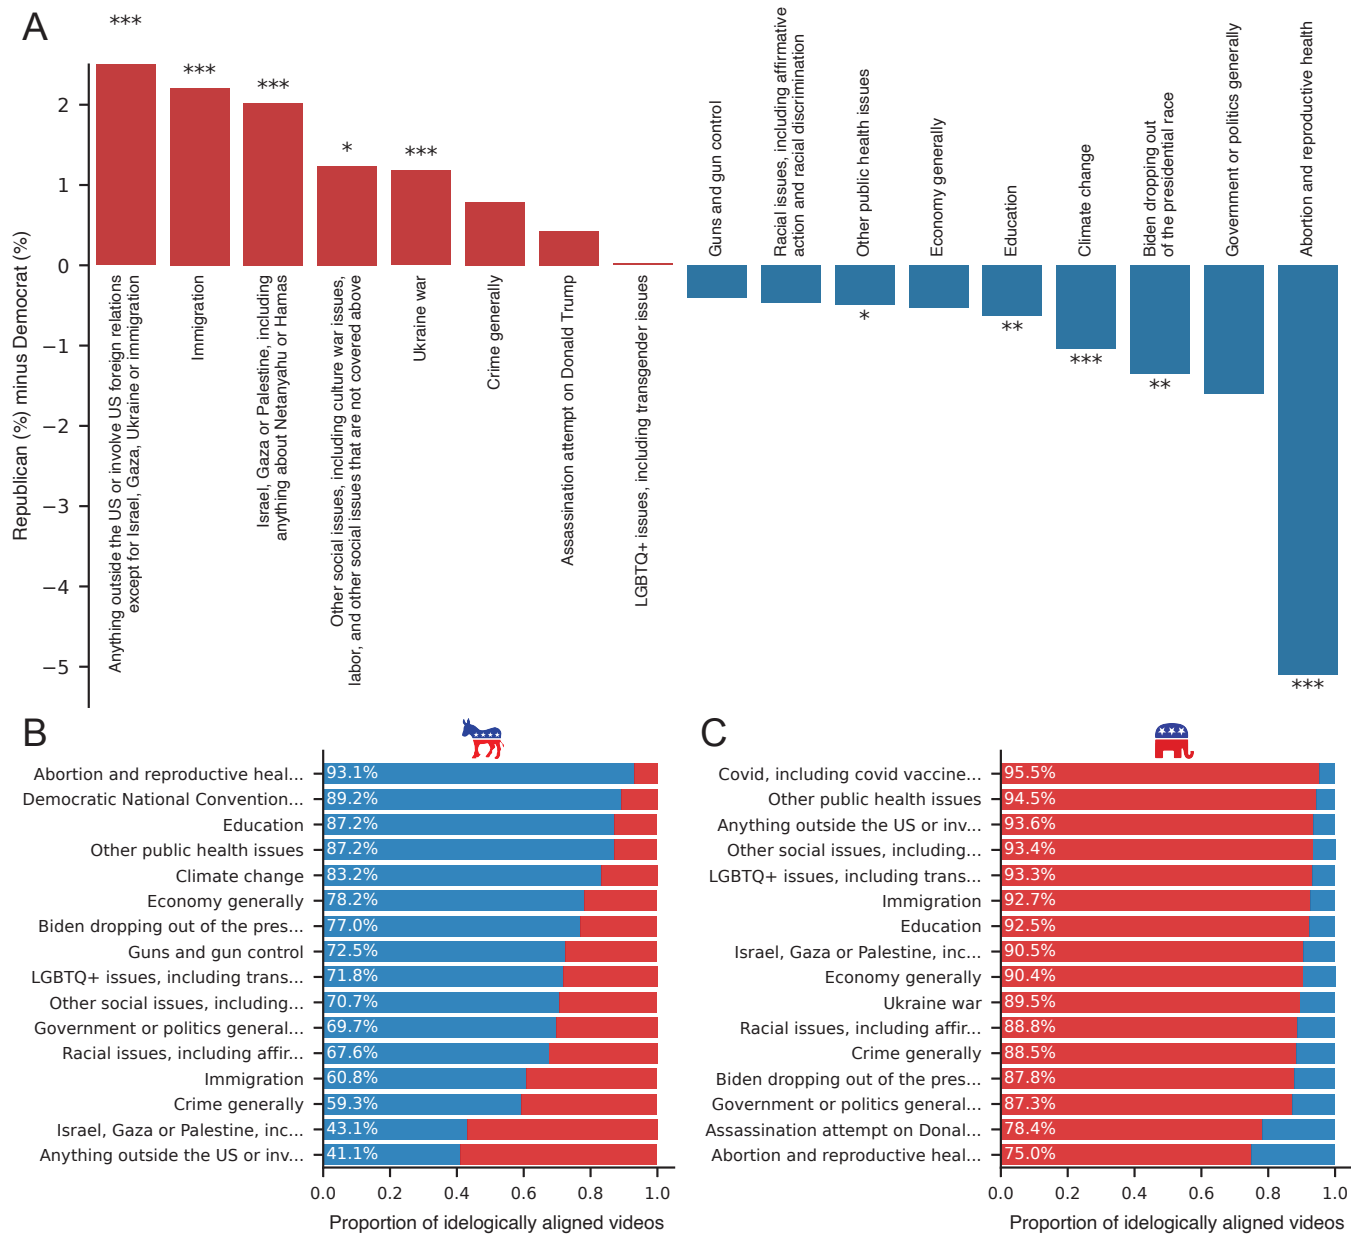 A
***
***
***
*
***
Republican (%) minus Democrat (%)
2
1
0
−1
−2
−3
−4
−5
Anything outside the US or involve US foreign relations
except for Israel, Gaza, Ukraine or immigration
Immigration
Israel, Gaza or Palestine, including
anything about Netanyahu or Hamas
Other social issues, including culture war issues,
labor, and other social issues that are not covered above
Ukraine war
Crime generally
Assassination attempt on Donald Trump
LGBTQ+ issues, including transgender issues
Guns and gun control
Racial issues, including affirmative
action and racial discrimination
Other public health issues
Economy generally
Education
Climate change
Biden dropping out
of the presidential race
Government or politics generally
Abortion and reproductive health
*
**
***
**
***
B
Abortion and reproductive heal... 93.1%
Democratic National Convention... 89.2%
Education 87.2%
Other public health issues 87.2%
Climate change 83.2%
Economy generally 78.2%
Biden dropping out of the pres... 77.0%
Guns and gun control 72.5%
LGBTQ+ issues, including trans... 71.8%
Other social issues, including... 70.7%
Government or politics general... 69.7%
Racial issues, including affir... 67.6%
Immigration 60.8%
Crime generally 59.3%
Israel, Gaza or Palestine, inc... 43.1%
Anything outside the US or inv... 41.1%
0.0 0.2 0.4 0.6 0.8 1.0
Proportion of idelogically aligned videos
C
Covid, including covid vaccine... 95.5%
Other public health issues 94.5%
Anything outside the US or inv... 93.6%
Other social issues, including... 93.4%
LGBTQ+ issues, including trans... 93.3%
Immigration 92.7%
Education 92.5%
Israel, Gaza or Palestine, inc... 90.5%
Economy generally 90.4%
Ukraine war 89.5%
Racial issues, including affir... 88.8%
Crime generally 88.5%
Biden dropping out of the pres... 87.8%
Government or politics general... 87.3%
Assassination attempt on Donal... 78.4%
Abortion and reproductive heal... 75.0%
0.0 0.2 0.4 0.6 0.8 1.0
Proportion of idelogically aligned videos